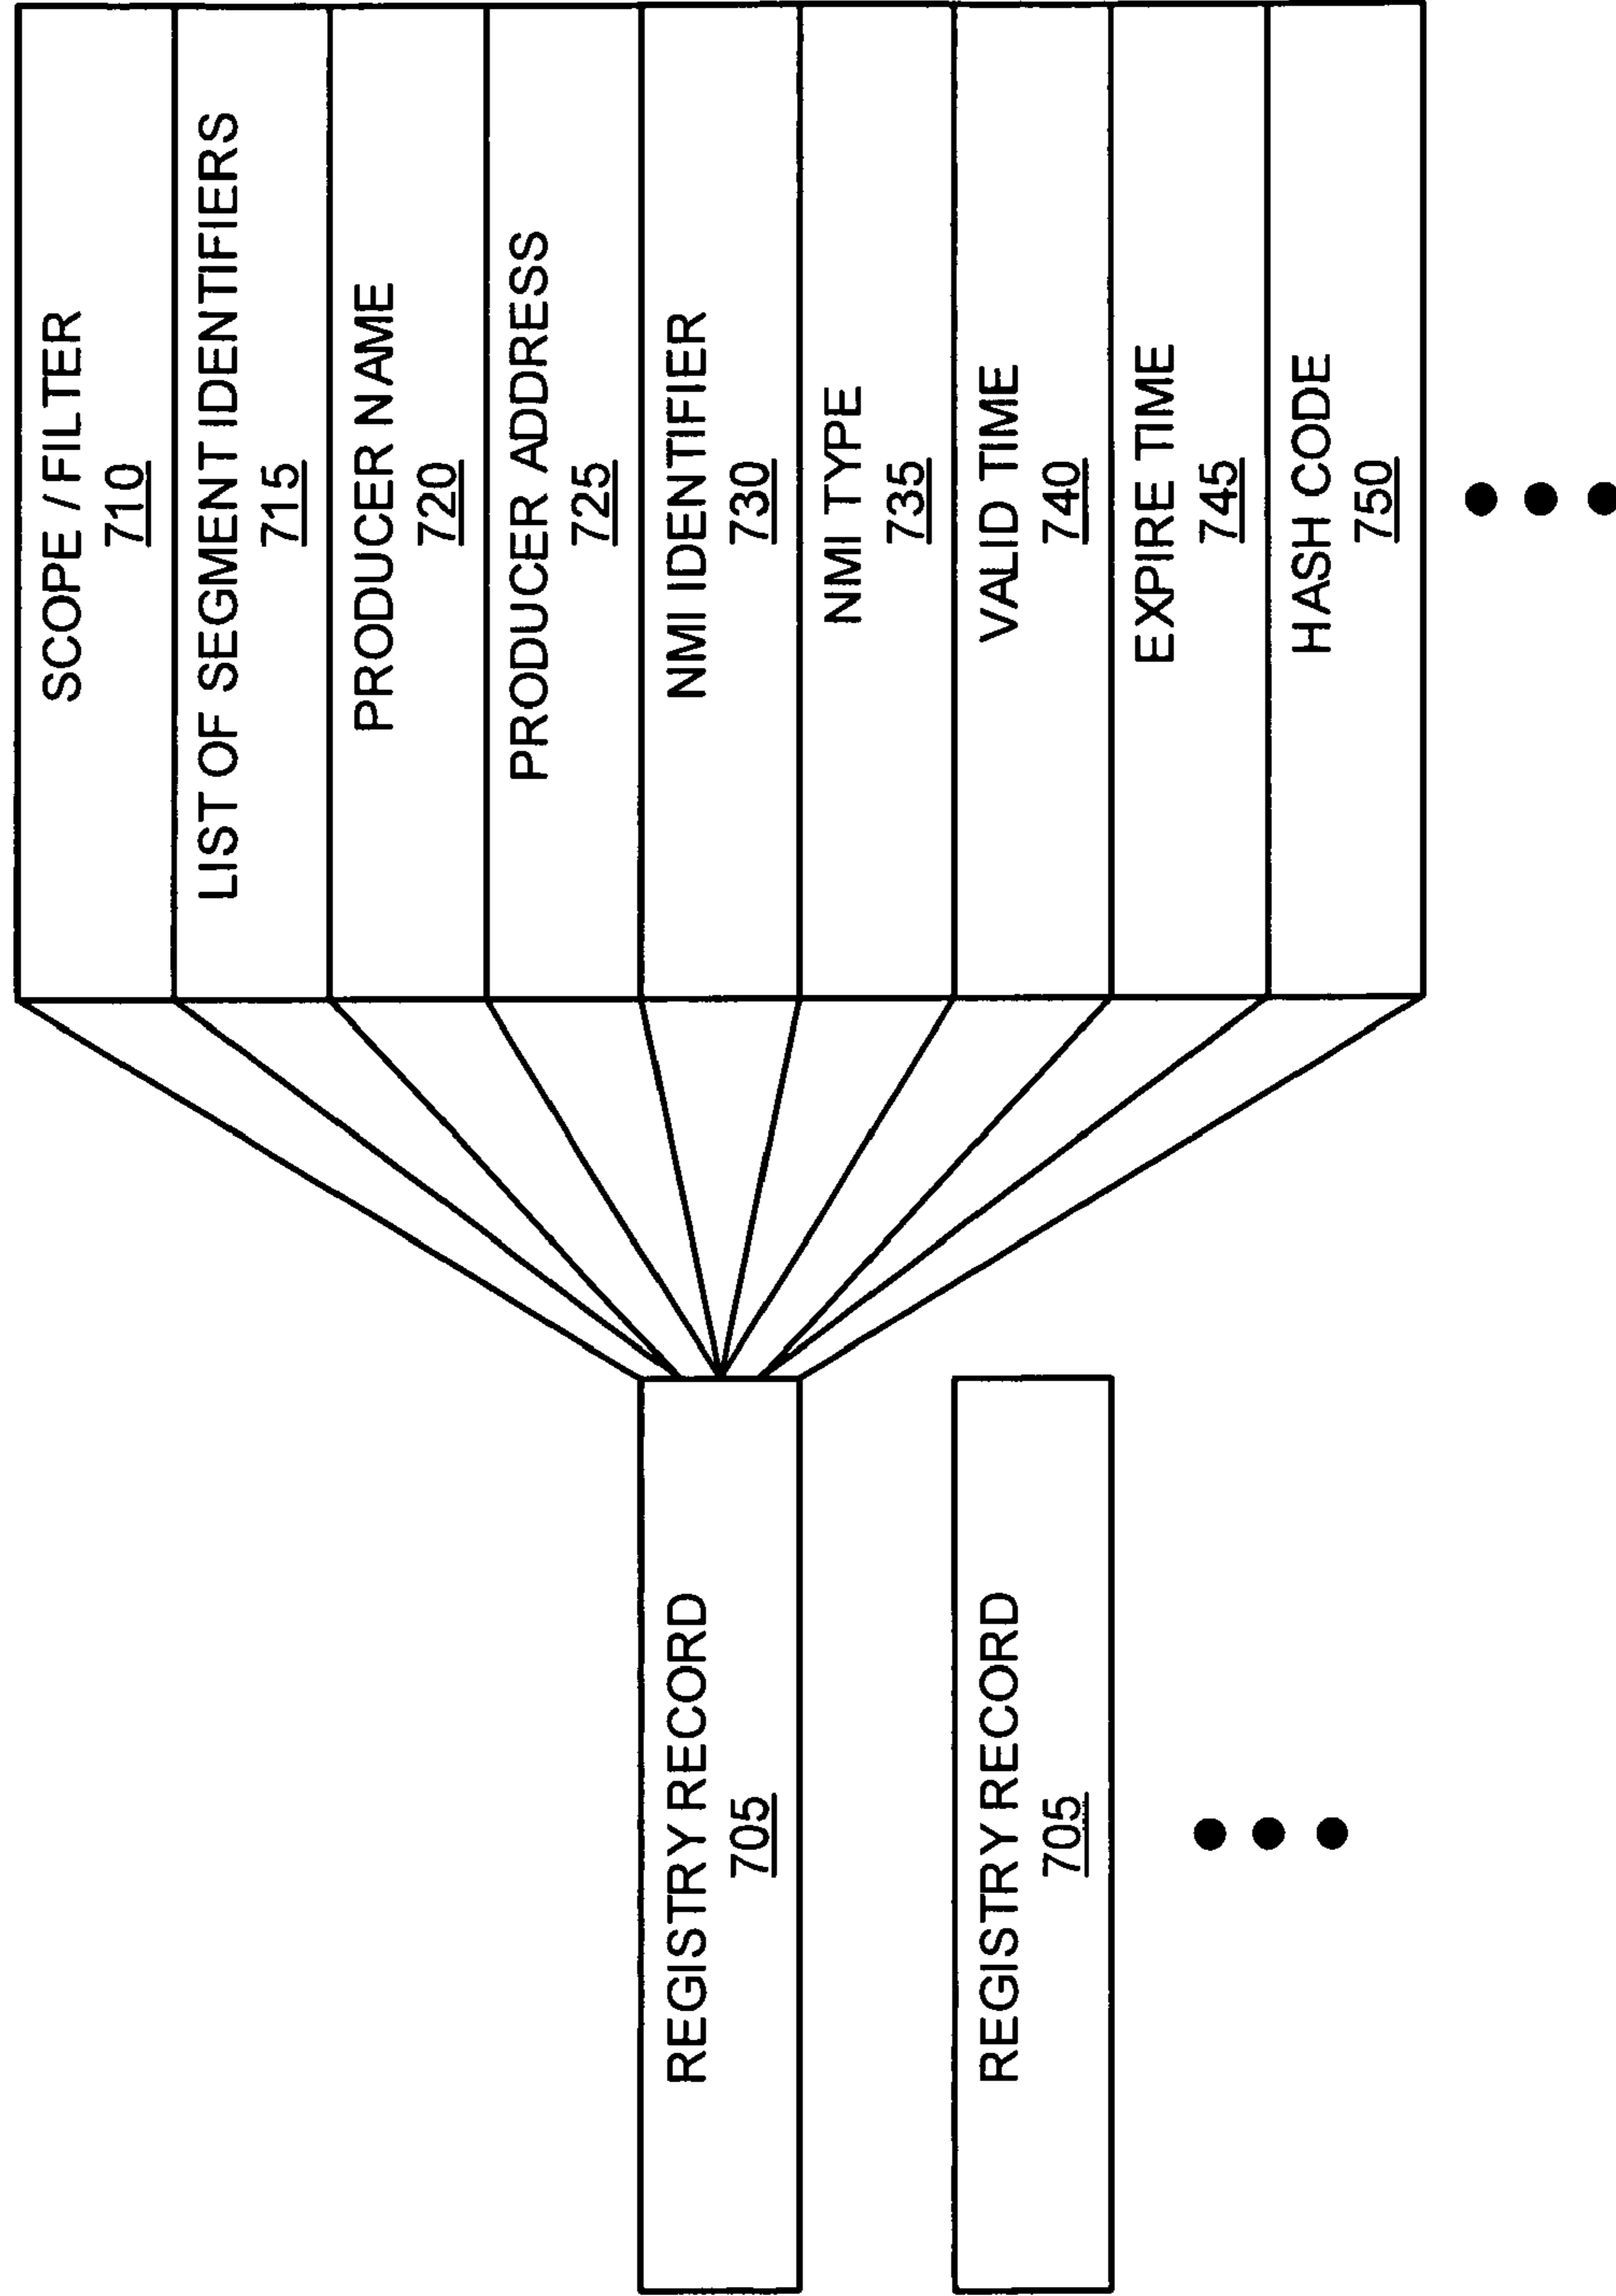 SCOPE / FILTER
710
LIST OF SEGMENT IDENTIFIERS
715
PRODUCER NAME
720
PRODUCER ADDRESS
725
NMI IDENTIFIER
730
NMI TYPE
735
VALID TIME
740
EXPIRE TIME
745
HASH CODE
750
REGISTRY RECORD
705
REGISTRY RECORD
705